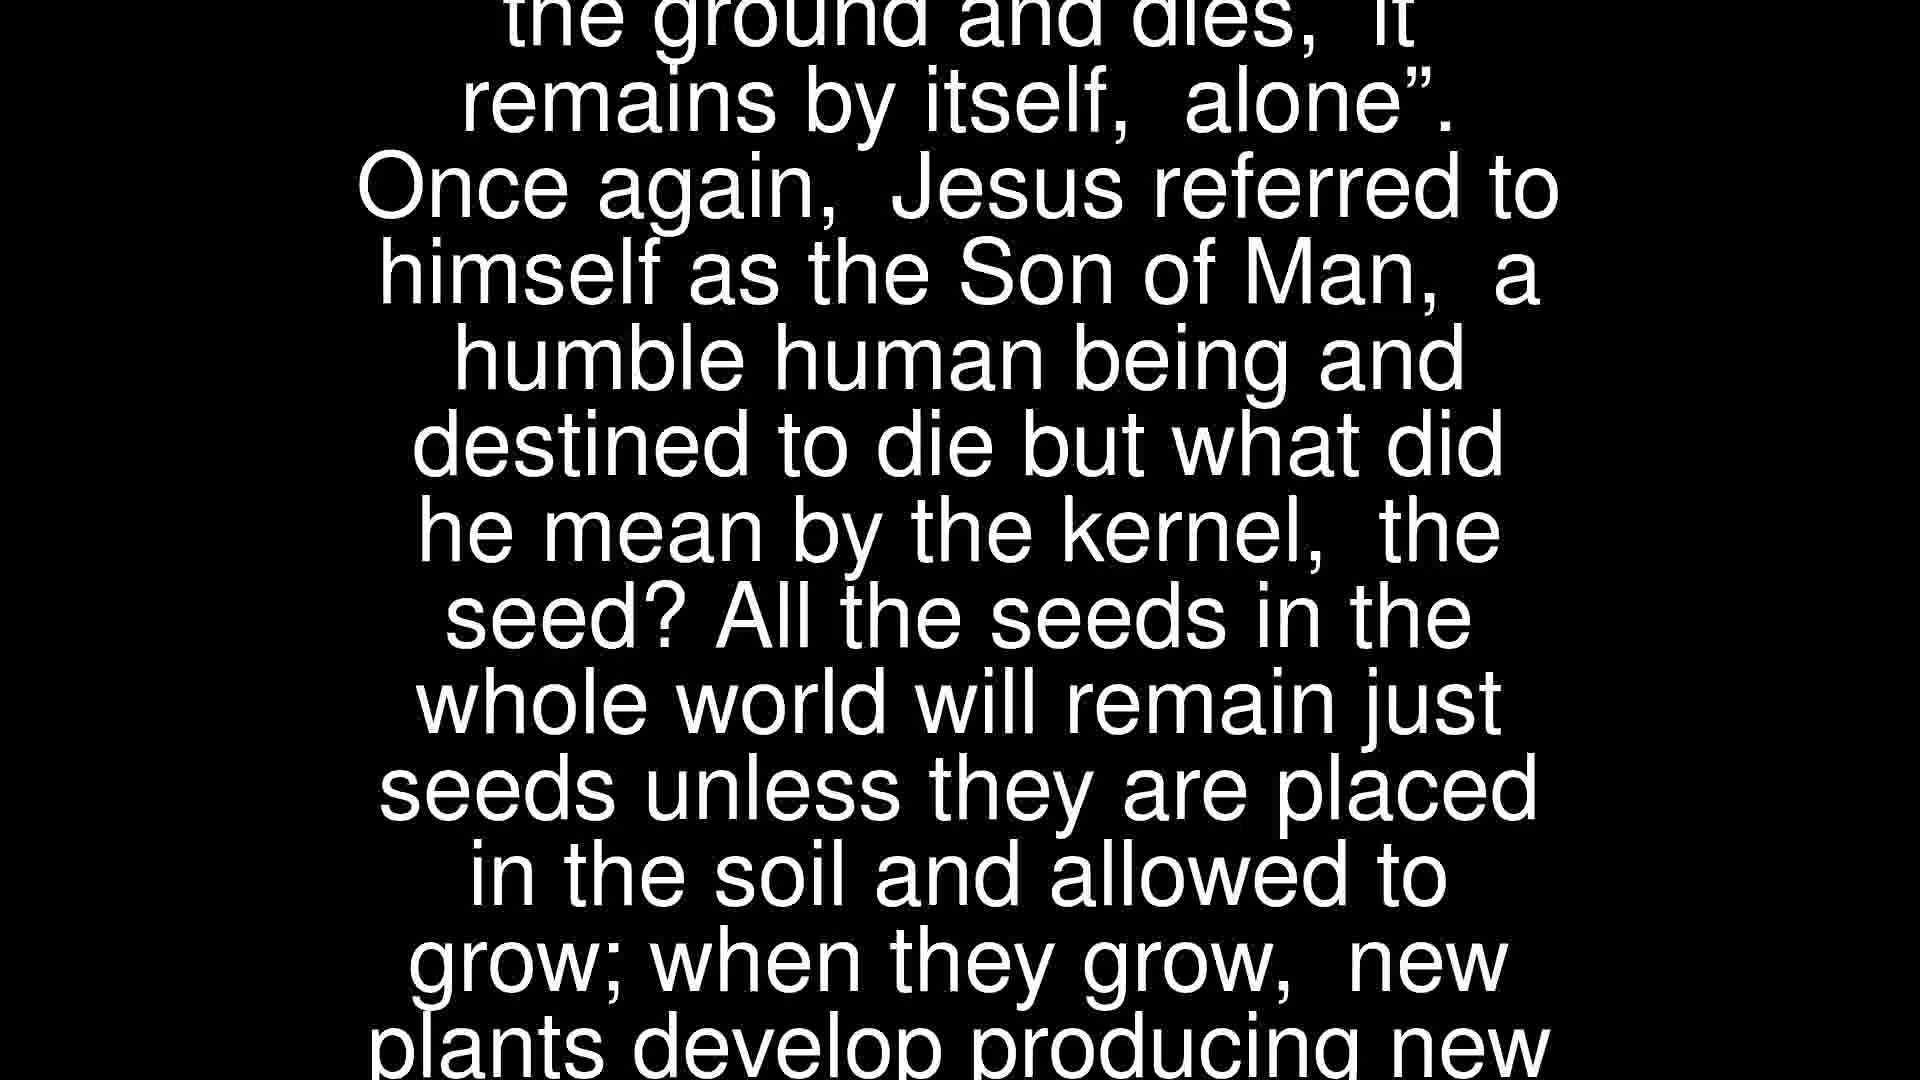 the ground and dies,  it
remains by itself,  alone”.
Once again,  Jesus referred to
himself as the Son of Man,  a
humble human being and
destined to die but what did
he mean by the kernel,  the
seed? All the seeds in the
whole world will remain just
seeds unless they are placed
in the soil and allowed to
grow; when they grow,  new
plants develop producing new